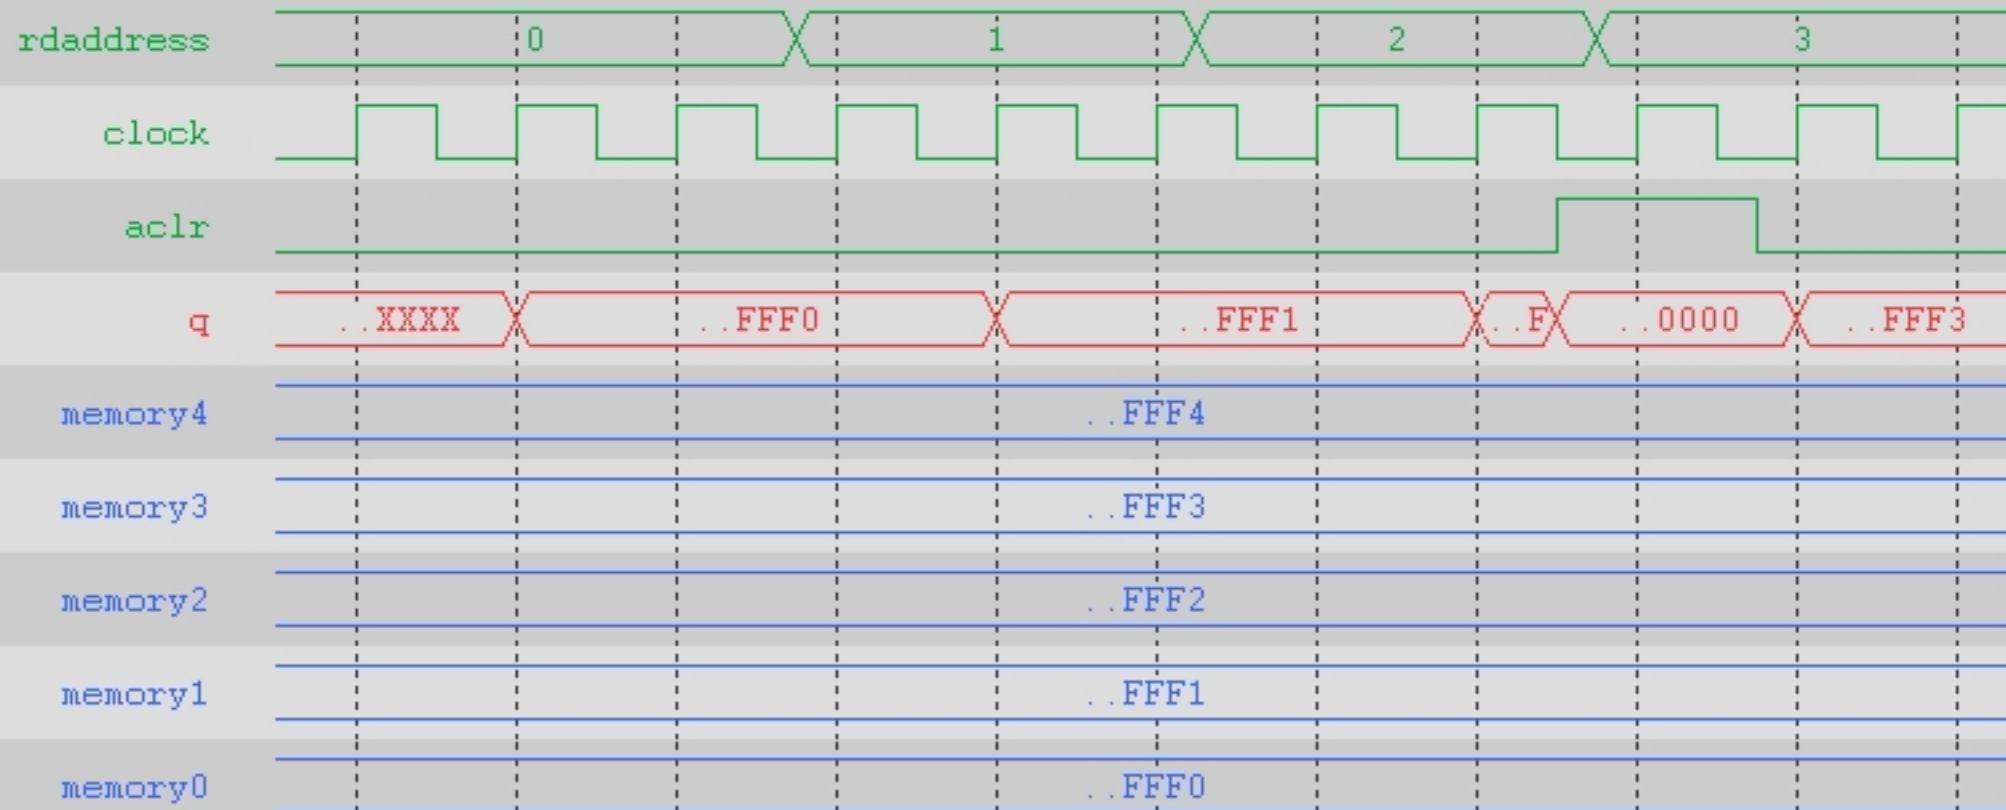 rdaddress 0 1 2 3
clock
aclr
q ..XXXX ..FFF0 ..FFF1 ..F ..0000 ..FFF3
memory4 ..FFF4
memory3 ..FFF3
memory2 ..FFF2
memory1 ..FFF1
memory0 ..FFF0